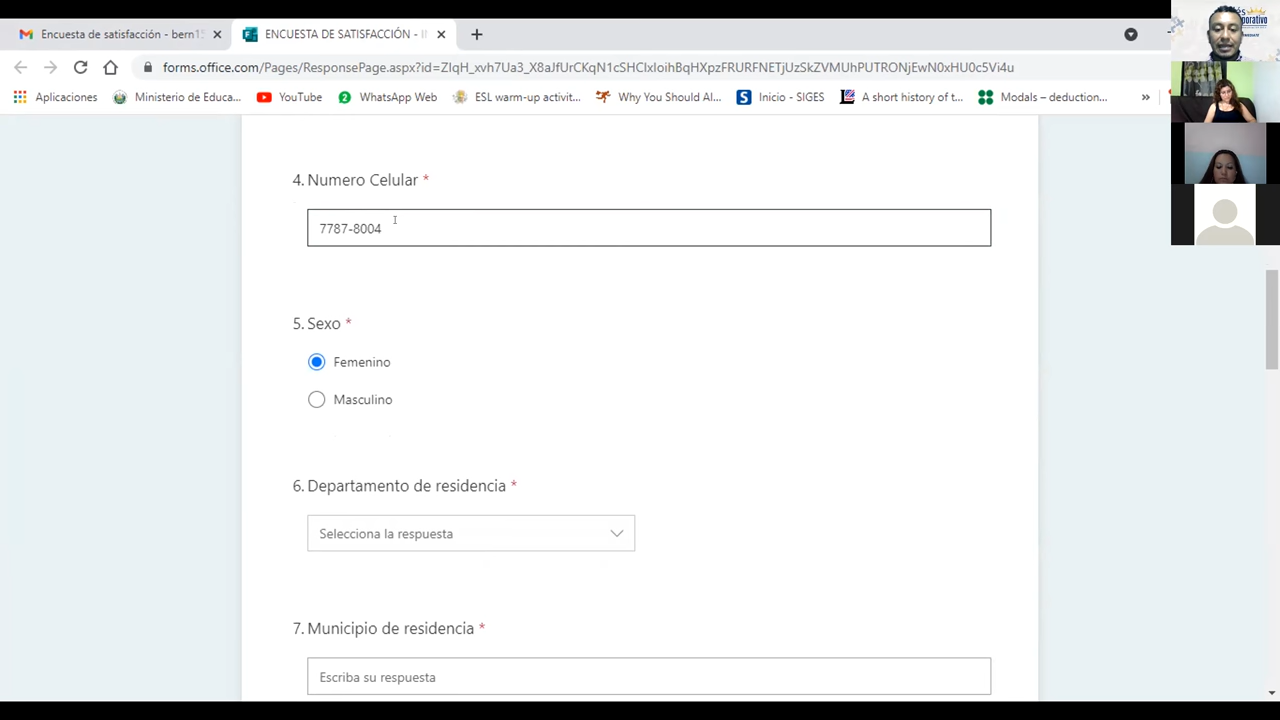 Encuesta de satisfacción - bern15
ENCUESTA DE SATISFACCIÓN - II
forms.office.com/Pages/ResponsePage.aspx?id=ZIqH_xvh7Ua3_X8aJfUrCKqN1cSHCIxIoihBqHXpzFRURFNETjUzSkZVMUhPUTRONjEwN0xHU0c5Vi4u
Aplicaciones
Ministerio de Educa...
YouTube
WhatsApp Web
ESL warm-up activit...
Why You Should Al...
Inicio - SIGES
A short history of t...
Modals – deduction...
»
4. Numero Celular *
7787-8004
5. Sexo *
Femenino
Masculino
6. Departamento de residencia *
Selecciona la respuesta
7. Municipio de residencia *
Escriba su respuesta